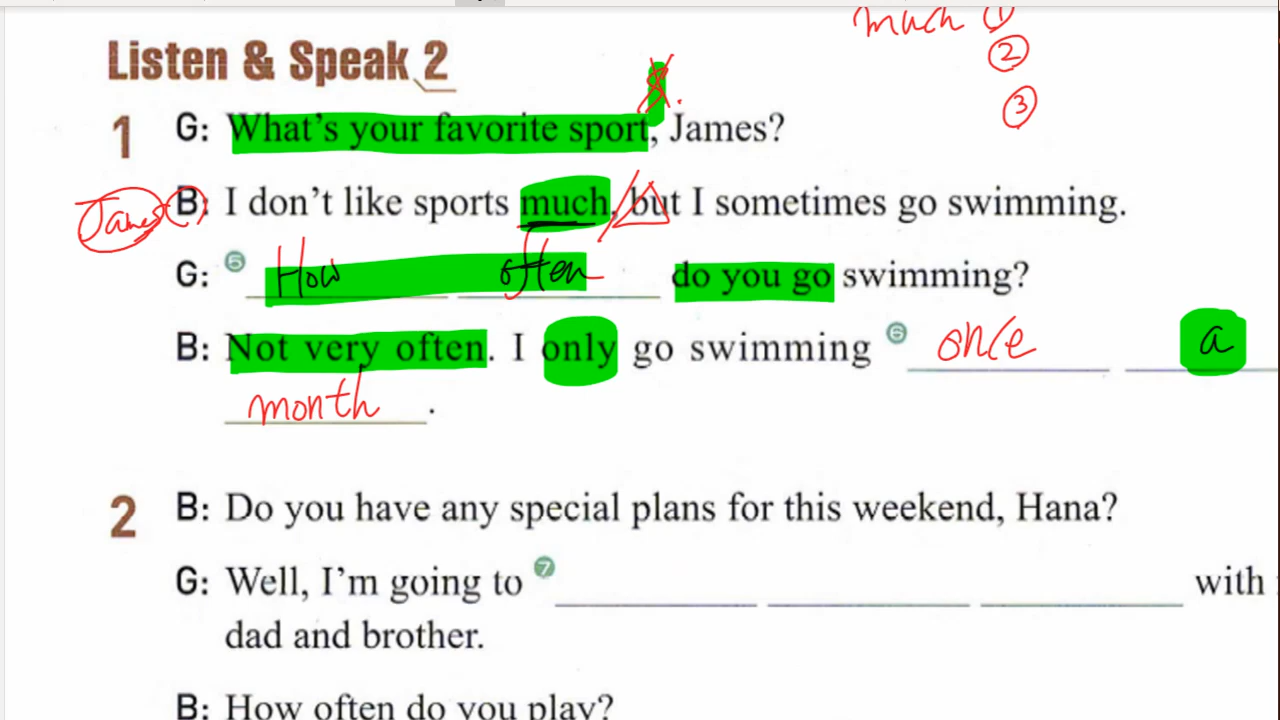 much ①
②
③
Listen & Speak 2
1 G: What's your favorite sport, James?
James B: I don't like sports much, but I sometimes go swimming.
G: ⑤ How often do you go swimming?
B: Not very often. I only go swimming ⑥ once a
month.
2 B: Do you have any special plans for this weekend, Hana?
G: Well, I'm going to ⑦ with
dad and brother.
B: How often do you play?